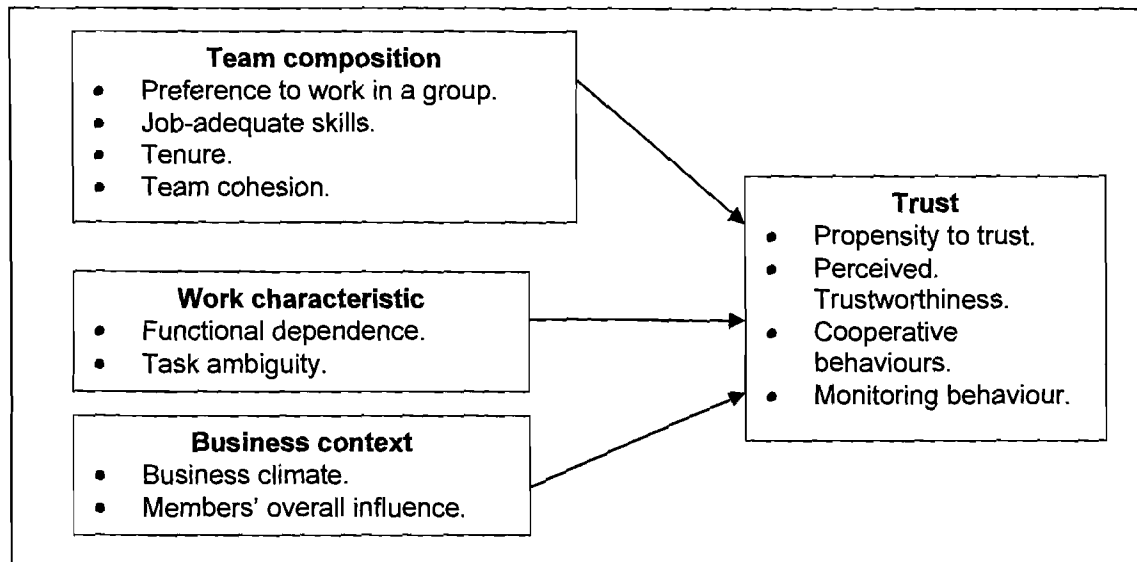 Team composition
• Preference to work in a group.
• Job-adequate skills.
• Tenure.
• Team cohesion.
Work characteristic
• Functional dependence.
• Task ambiguity.
Business context
• Business climate.
• Members' overall influence.
Trust
• Propensity to trust.
• Perceived.
Trustworthiness.
• Cooperative
behaviours.
• Monitoring behaviour.